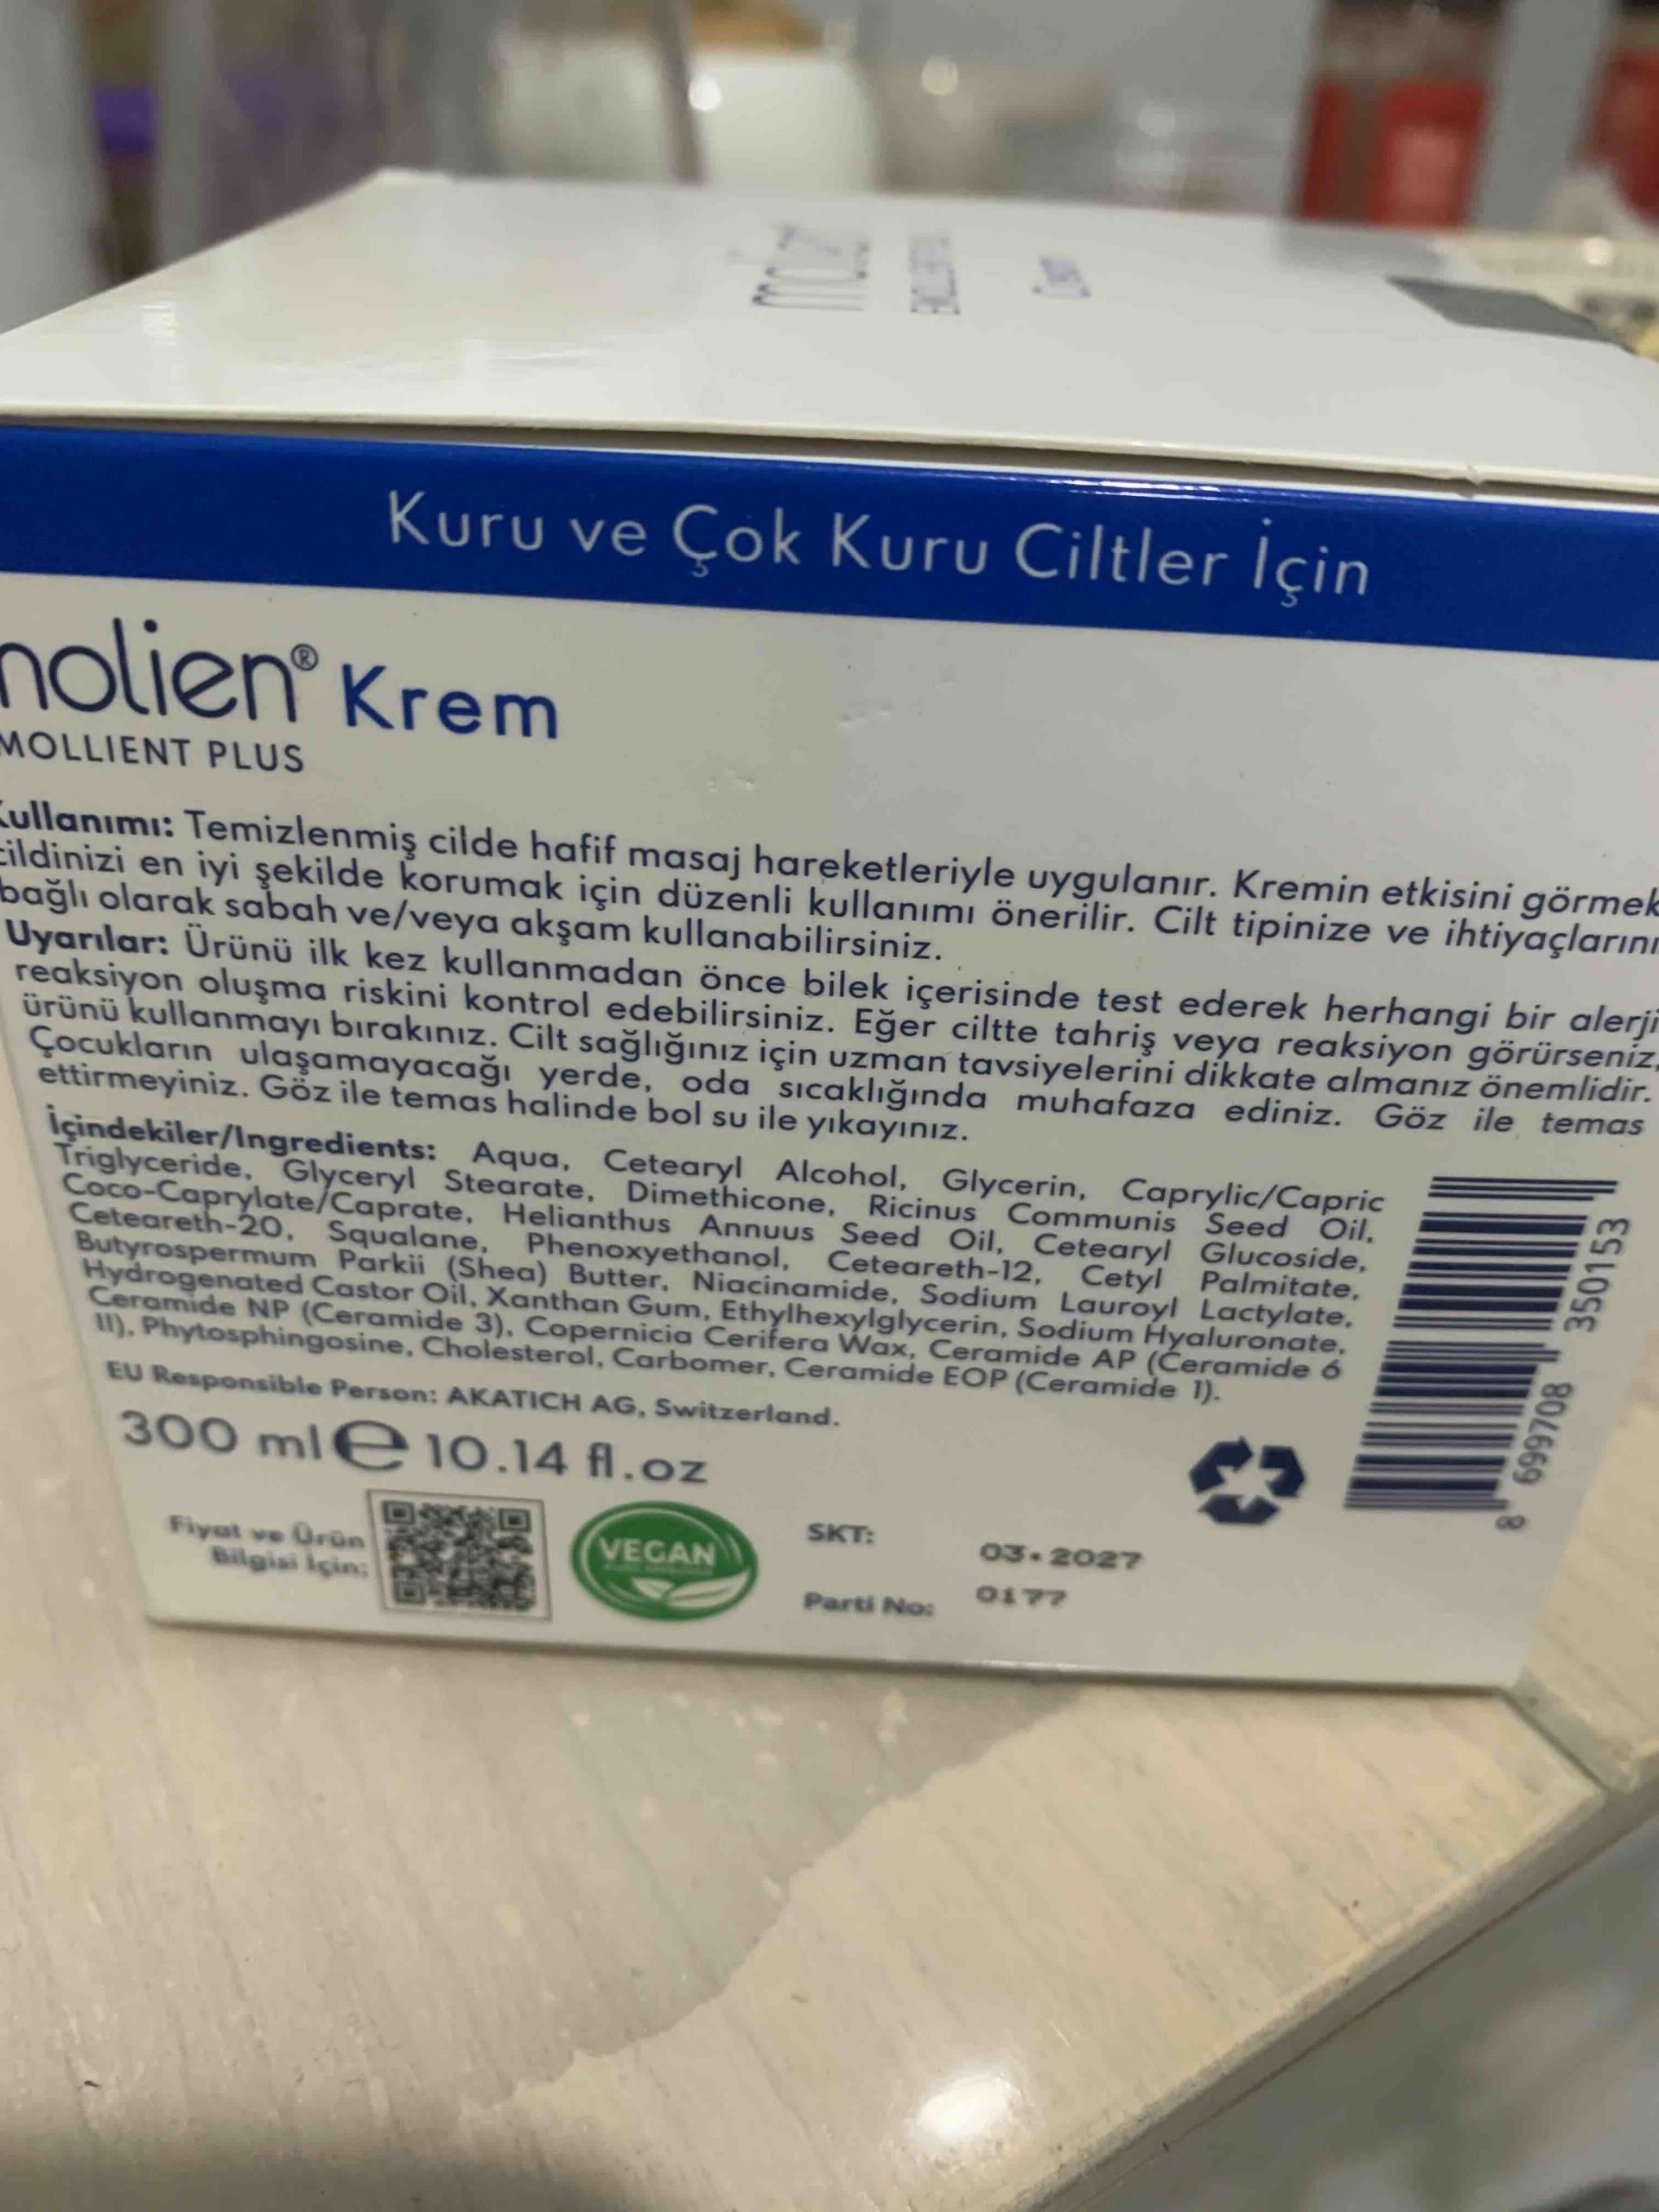 Kuru ve Çok Kuru Ciltler İçin
nolien® Krem
MOLLIENT PLUS
Kullanımı: Temizlenmiş cilde hafif masaj hareketleriyle uygulanır. Kremin etkisini görmek
cildinizi en iyi şekilde korumak için düzenli kullanımı önerilir. Cilt tipinize ve ihtiyaçlarını
bağlı olarak sabah ve/veya akşam kullanabilirsiniz.
Uyarılar: Ürünü ilk kez kullanmadan önce bilek içerisinde test ederek herhangi bir alerji
reaksiyon oluşma riskini kontrol edebilirsiniz. Eğer ciltte tahriş veya reaksiyon görürseniz,
ürünü kullanmayı bırakınız. Cilt sağlığınız için uzman tavsiyelerini dikkate almanız önemlidir.
Çocukların ulaşamayacağı yerde, oda sıcaklığında muhafaza ediniz. Göz ile temas
ettirmeyiniz. Göz ile temas halinde bol su ile yıkayınız.
İçindekiler/Ingredients: Aqua, Cetearyl Alcohol, Glycerin, Caprylic/Capric
Triglyceride, Glyceryl Stearate, Dimethicone, Ricinus Communis Seed Oil,
Coco-Caprylate/Caprate, Helianthus Annuus Seed Oil, Cetearyl Glucoside,
Ceteareth-20, Squalane, Phenoxyethanol, Ceteareth-12, Cetyl Palmitate,
Butyrospermum Parkii (Shea) Butter, Niacinamide, Sodium Lauroyl Lactylate,
Hydrogenated Castor Oil, Xanthan Gum, Ethylhexylglycerin, Sodium Hyaluronate,
Ceramide NP (Ceramide 3), Copernicia Cerifera Wax, Ceramide AP (Ceramide 6
II), Phytosphingosine, Cholesterol, Carbomer, Ceramide EOP (Ceramide 1).
EU Responsible Person: AKATICH AG, Switzerland.
300 ml e 10.14 fl.oz
8 699708 350153
Fiyat ve Ürün
Bilgisi İçin:
VEGAN
SKT: 03.2027
Parti No: 0177